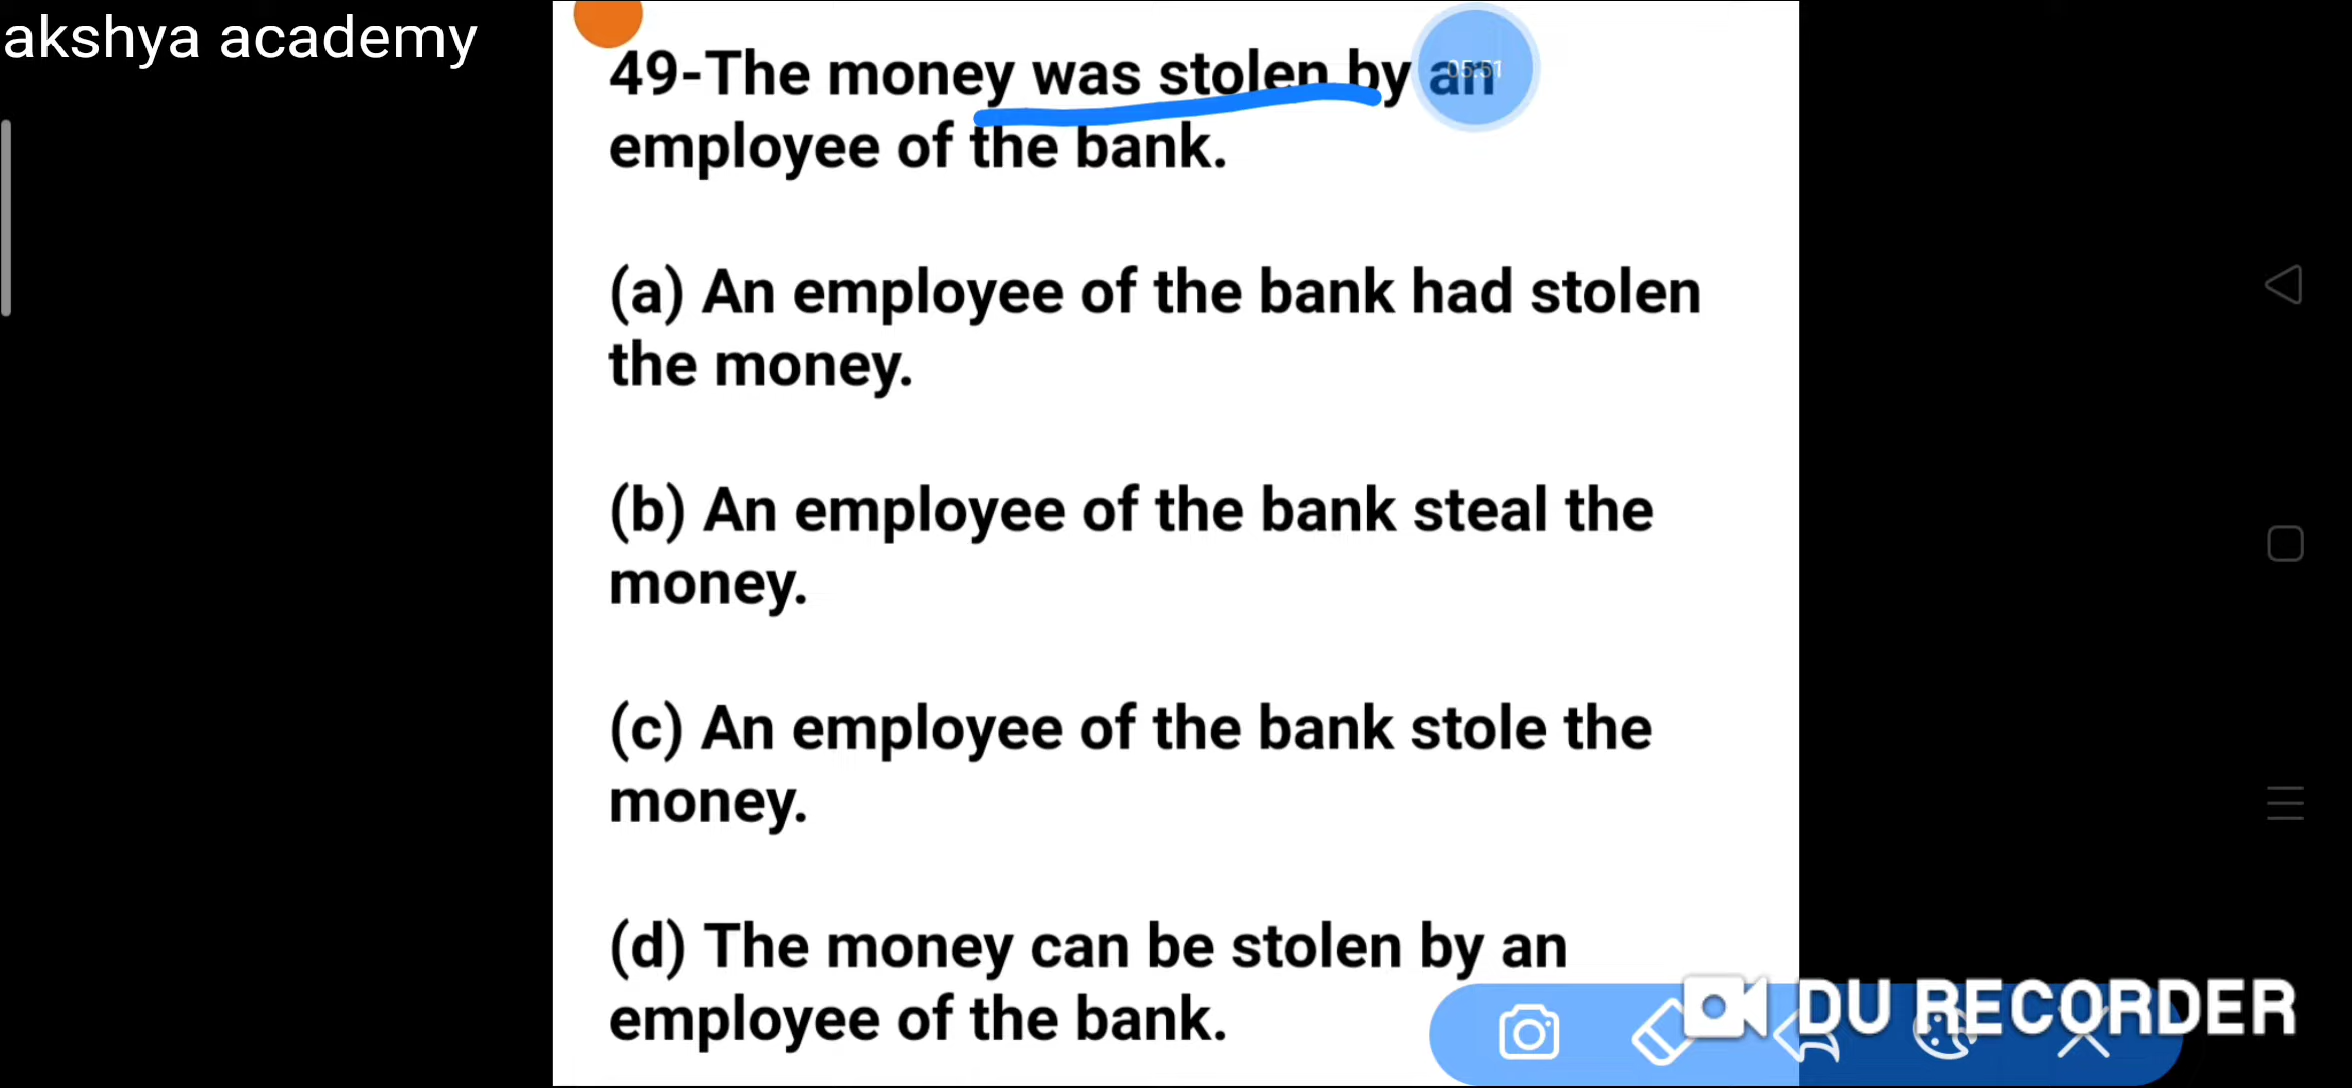 akshya academy
49-The money was stolen by an
05:51
employee of the bank.
(a) An employee of the bank had stolen
the money.
(b) An employee of the bank steal the
money.
(c) An employee of the bank stole the
money.
(d) The money can be stolen by an
employee of the bank.
DU RECORDER